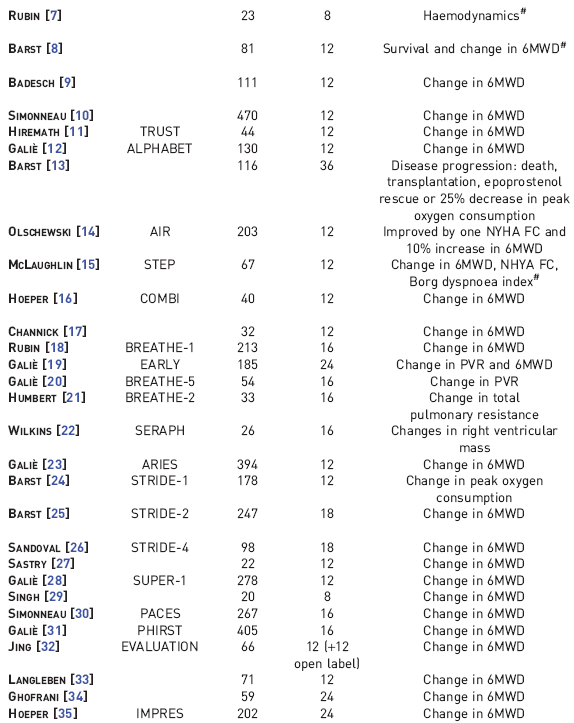 RUBIN [7] 23 8 Haemodynamics#
BARST [8] 81 12 Survival and change in 6MWD#
BADESCH [9] 111 12 Change in 6MWD
SIMONNEAU [10] 470 12 Change in 6MWD
HIREMATH [11] TRUST 44 12 Change in 6MWD
GALIÈ [12] ALPHABET 130 12 Change in 6MWD
BARST [13] 116 36 Disease progression: death,
transplantation, epoprostenol
rescue or 25% decrease in peak
oxygen consumption
OLSCHEWSKI [14] AIR 203 12 Improved by one NYHA FC and
10% increase in 6MWD
MCLAUGHLIN [15] STEP 67 12 Change in 6MWD, NHYA FC,
Borg dyspnoea index#
HOEPER [16] COMBI 40 12 Change in 6MWD
CHANNICK [17] 32 12 Change in 6MWD
RUBIN [18] BREATHE-1 213 16 Change in 6MWD
GALIÈ [19] EARLY 185 24 Change in PVR and 6MWD
GALIÈ [20] BREATHE-5 54 16 Change in PVR
HUMBERT [21] BREATHE-2 33 16 Change in total
pulmonary resistance
WILKINS [22] SERAPH 26 16 Changes in right ventricular
mass
GALIÈ [23] ARIES 394 12 Change in 6MWD
BARST [24] STRIDE-1 178 12 Change in peak oxygen
consumption
BARST [25] STRIDE-2 247 18 Change in 6MWD
SANDOVAL [26] STRIDE-4 98 18 Change in 6MWD
SASTRY [27] 22 12 Change in 6MWD
GALIÈ [28] SUPER-1 278 12 Change in 6MWD
SINGH [29] 20 8 Change in 6MWD
SIMONNEAU [30] PACES 267 16 Change in 6MWD
GALIÈ [31] PHIRST 405 16 Change in 6MWD
JING [32] EVALUATION 66 12 (+12 Change in 6MWD
open label)
LANGLEBEN [33] 71 12 Change in 6MWD
GHOFRANI [34] 59 24 Change in 6MWD
HOEPER [35] IMPRES 202 24 Change in 6MWD